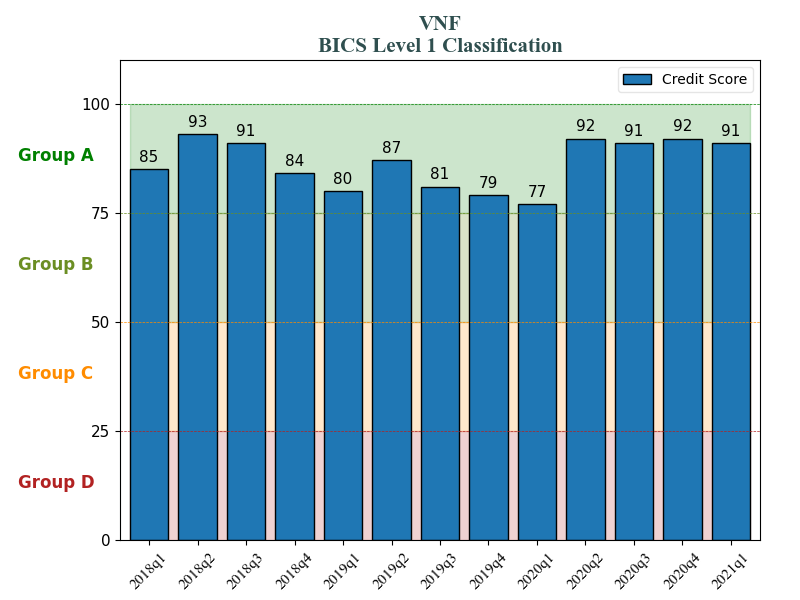 VNF
BICS Level 1 Classification
Credit Score
100
Group A
75
Group B
50
Group C
25
Group D
0
85
93
91
84
80
87
81
79
77
92
91
92
91
2018q1
2018q2
2018q3
2018q4
2019q1
2019q2
2019q3
2019q4
2020q1
2020q2
2020q3
2020q4
2021q1